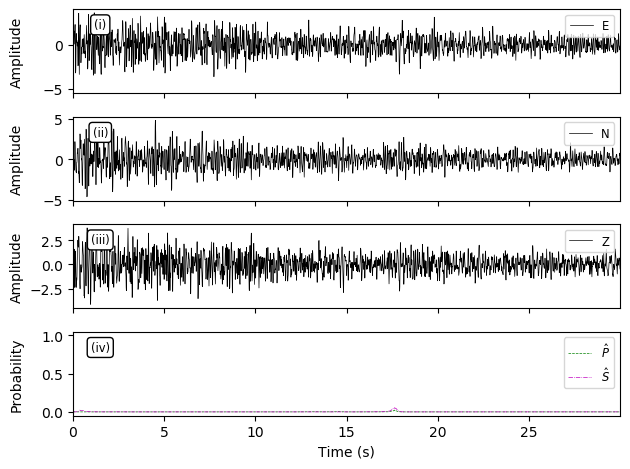 (i)
E
Amplitude
0
−5
(ii)
N
Amplitude
5
0
−5
(iii)
Z
Amplitude
2.5
0.0
−2.5
(iv)
P̂
Ŝ
Probability
1.0
0.5
0.0
0 5 10 15 20 25
Time (s)